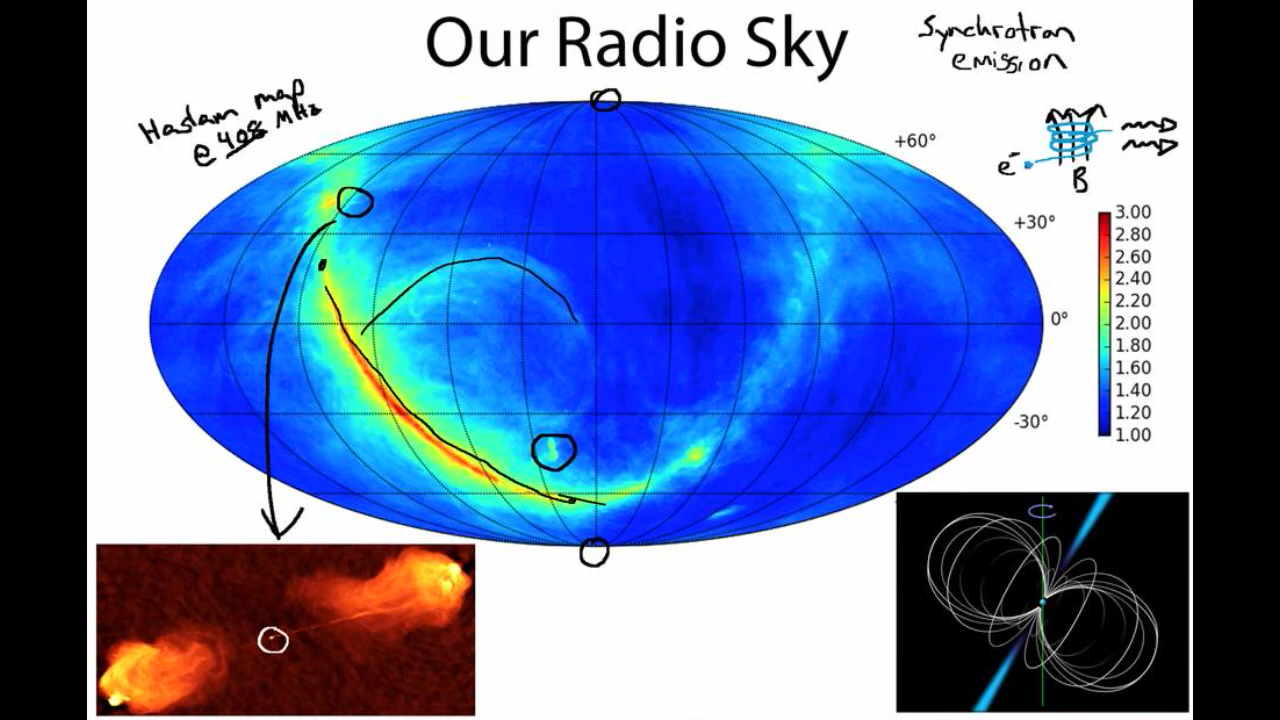 Our Radio Sky
Synchrotron
emission
Haslam map
@ 408 MHz
+60°
+30°
0°
-30°
e⁻
B
3.00
2.80
2.60
2.40
2.20
2.00
1.80
1.60
1.40
1.20
1.00